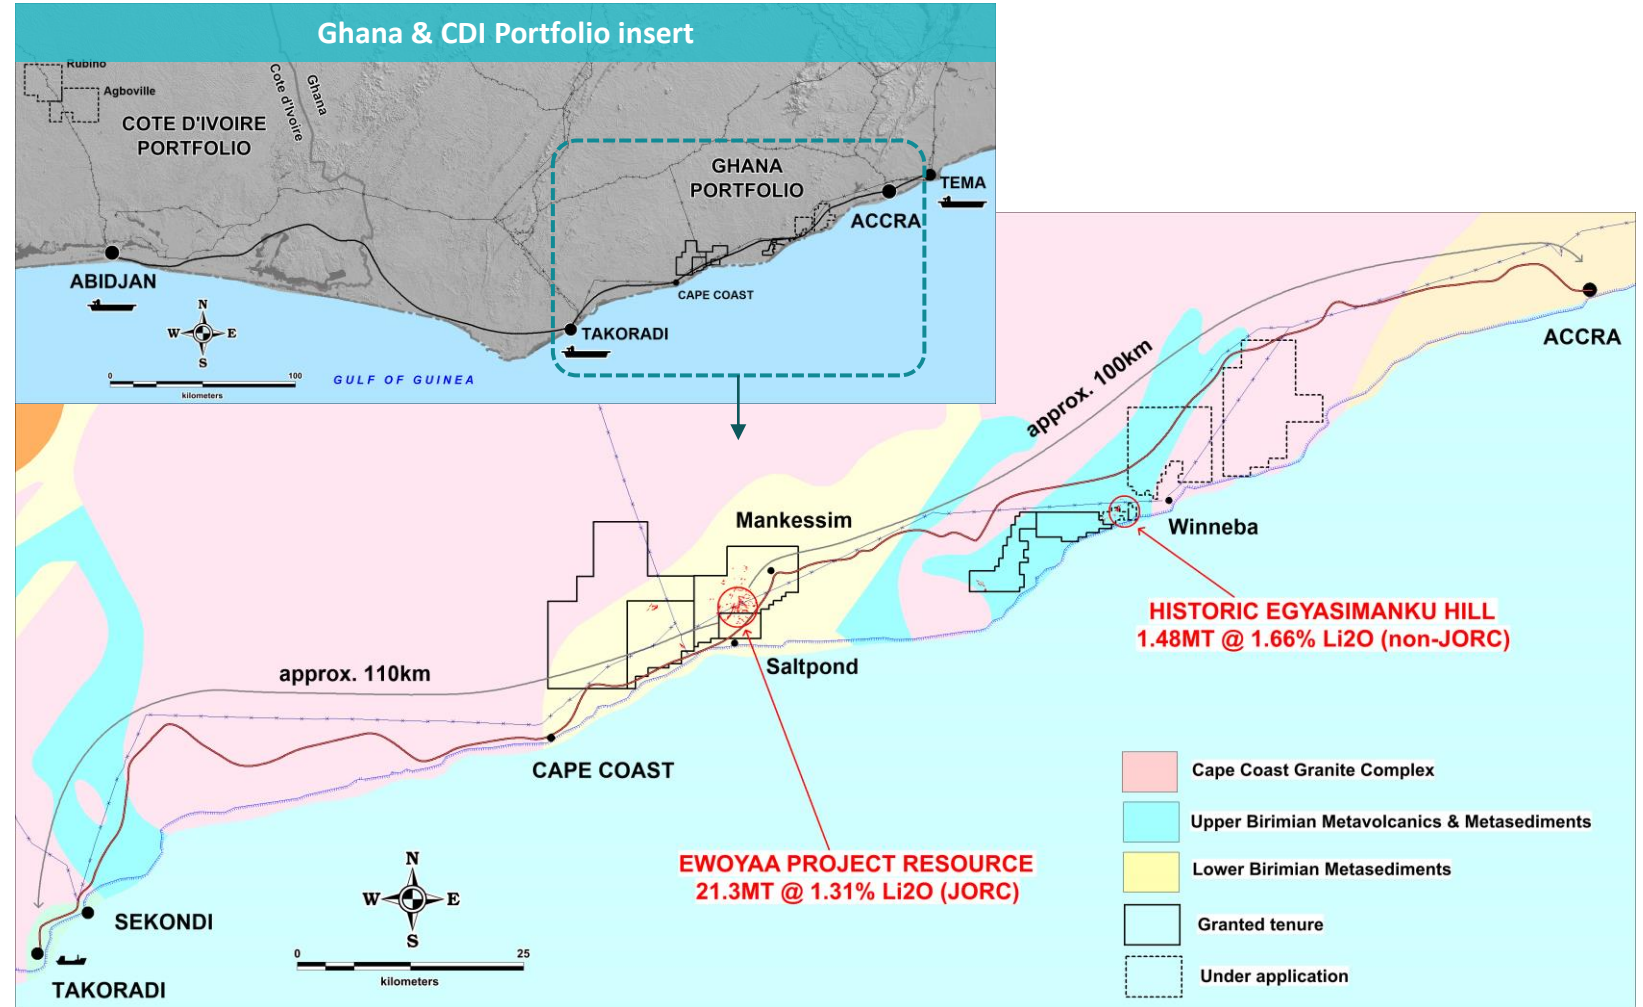 Ghana & CDI Portfolio insert
Rubino
Agboville
Cote d'Ivoire
Ghana
COTE D'IVOIRE
PORTFOLIO
GHANA
PORTFOLIO
TEMA
ACCRA
ABIDJAN
CAPE COAST
TAKORADI
N
W E
S
0 100
kilometers
GULF OF GUINEA
ACCRA
approx. 100km
Mankessim
Winneba
HISTORIC EGYASIMANKU HILL
1.48MT @ 1.66% Li2O (non-JORC)
Saltpond
approx. 110km
CAPE COAST
EWOYAA PROJECT RESOURCE
21.3MT @ 1.31% Li2O (JORC)
N
W E
S
0 25
kilometers
SEKONDI
TAKORADI
Cape Coast Granite Complex
Upper Birimian Metavolcanics & Metasediments
Lower Birimian Metasediments
Granted tenure
Under application